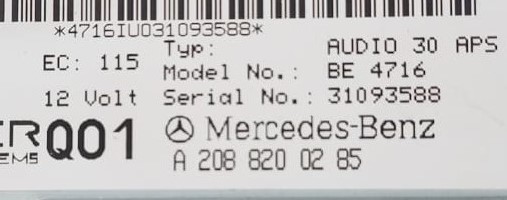 *4716IU031093588*
Typ: AUDIO 30 APS
EC: 115 Model No.: BE 4716
12 Volt Serial No.: 31093588
Q01 Mercedes-Benz
A 208 820 02 85